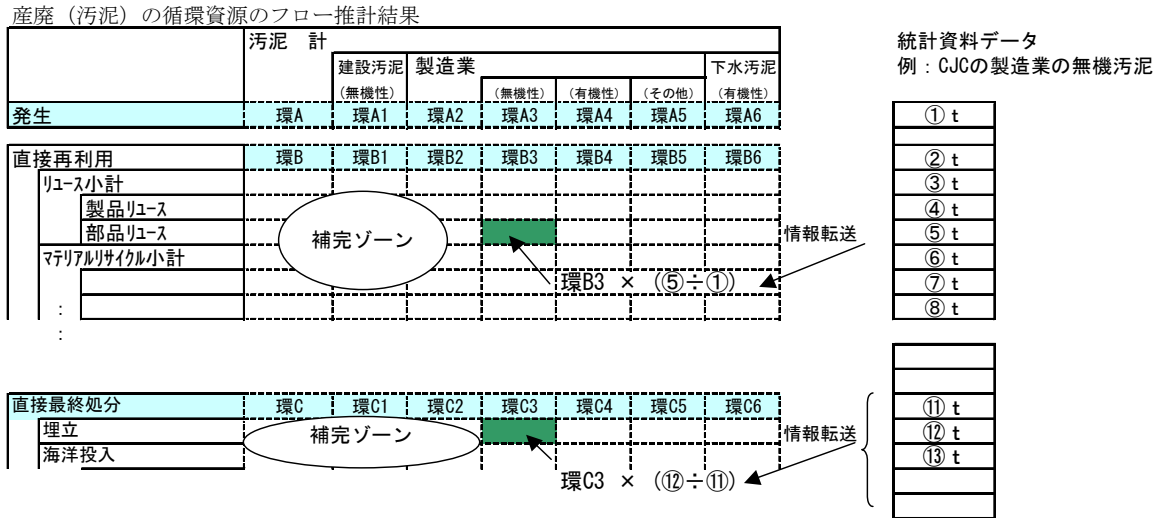 産廃（汚泥）の循環資源のフロー推計結果
汚泥　計
統計資料データ
建設汚泥 製造業 下水汚泥
例：CJCの製造業の無機汚泥
(無機性) (無機性) (有機性) (その他) (有機性)
発生 環A 環A1 環A2 環A3 環A4 環A5 環A6 ① t
直接再利用 環B 環B1 環B2 環B3 環B4 環B5 環B6 ② t
リユース小計 ③ t
製品リユース ④ t
部品リユース 補完ゾーン 情報転送 ⑤ t
マテリアルリサイクル小計 ⑥ t
環B3 × (⑤÷①) ⑦ t
: ⑧ t
:
直接最終処分 環C 環C1 環C2 環C3 環C4 環C5 環C6 ⑪ t
埋立 補完ゾーン 情報転送 ⑫ t
海洋投入 ⑬ t
環C3 × (⑫÷⑪)